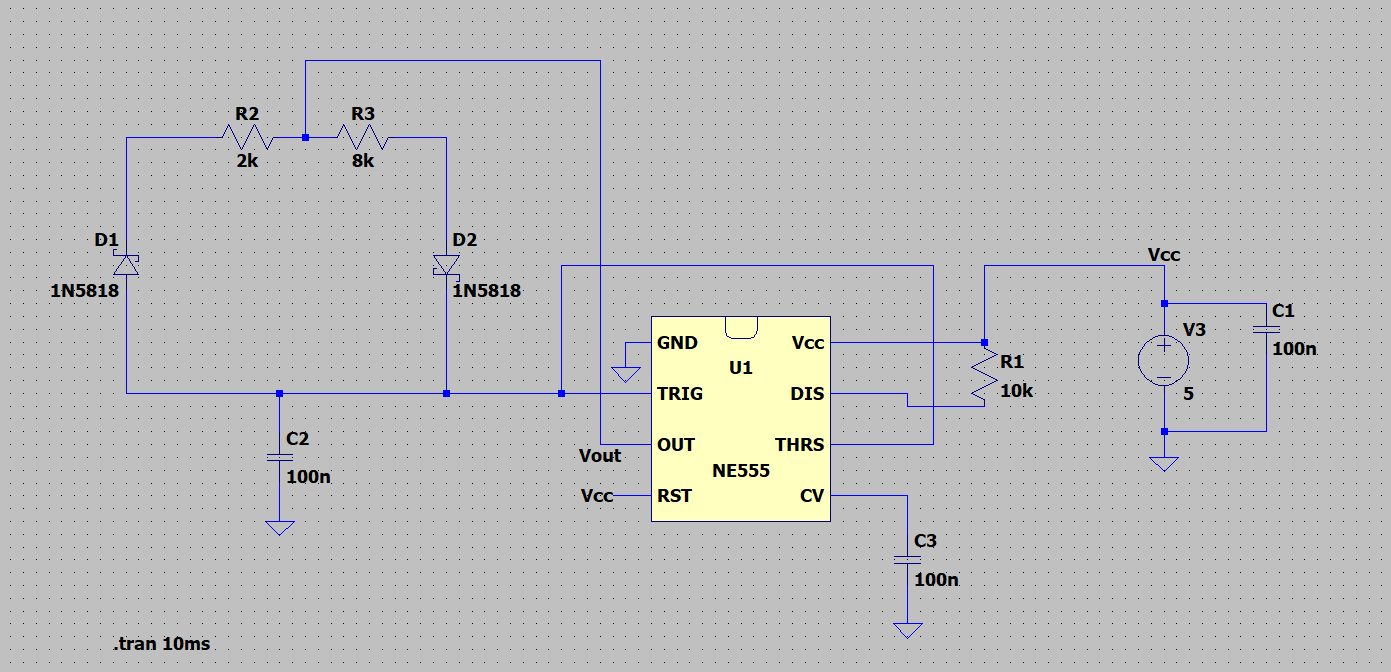 R2
R3
2k
8k
D1
D2
1N5818
1N5818
Vcc
C1
V3
GND
Vcc
100n
U1
R1
TRIG
DIS
10k
5
C2
OUT
THRS
Vout
NE555
100n
Vcc
RST
CV
C3
100n
.tran 10ms